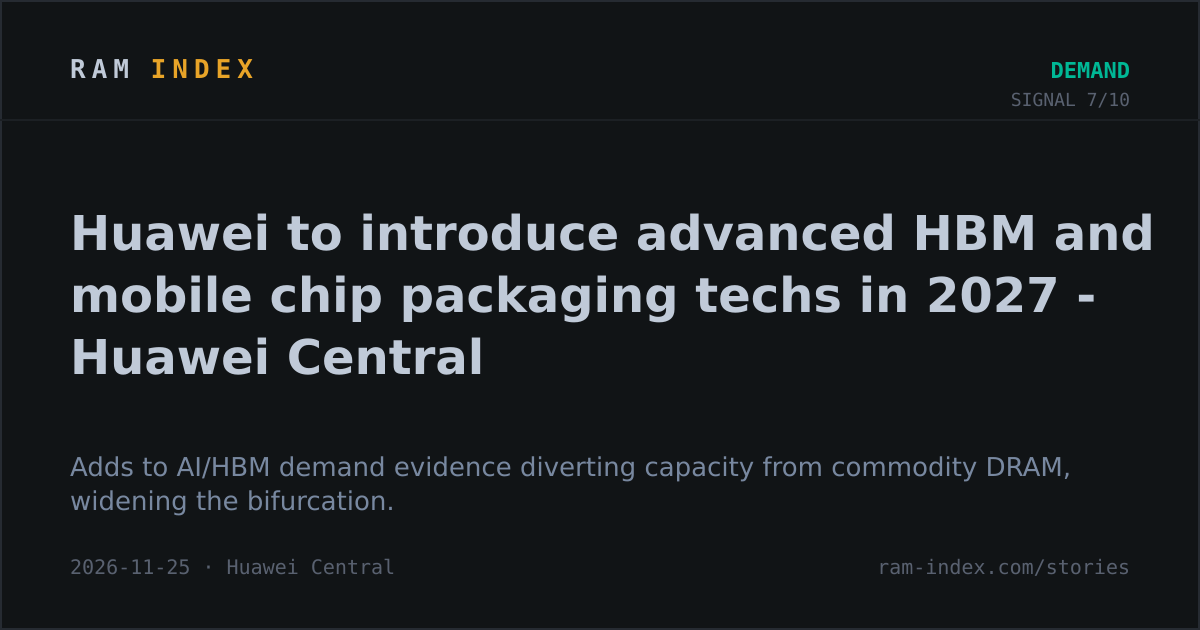 RAM INDEX
DEMAND
SIGNAL 7/10
Huawei to introduce advanced HBM and
mobile chip packaging techs in 2027 -
Huawei Central
Adds to AI/HBM demand evidence diverting capacity from commodity DRAM,
widening the bifurcation.
2026-11-25 · Huawei Central
ram-index.com/stories